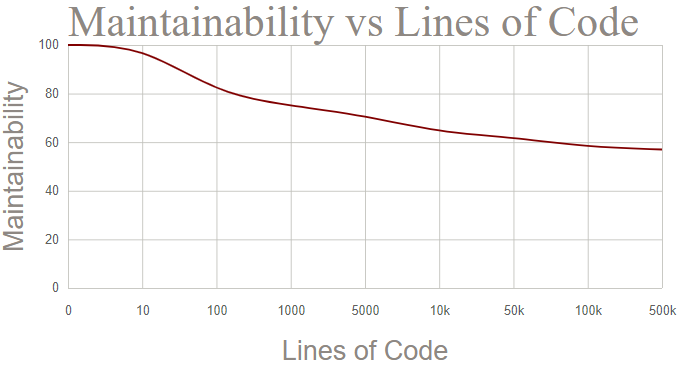 Maintainability vs Lines of Code
Maintainability
100
80
60
40
20
0
0 10 100 1000 5000 10k 50k 100k 500k
Lines of Code